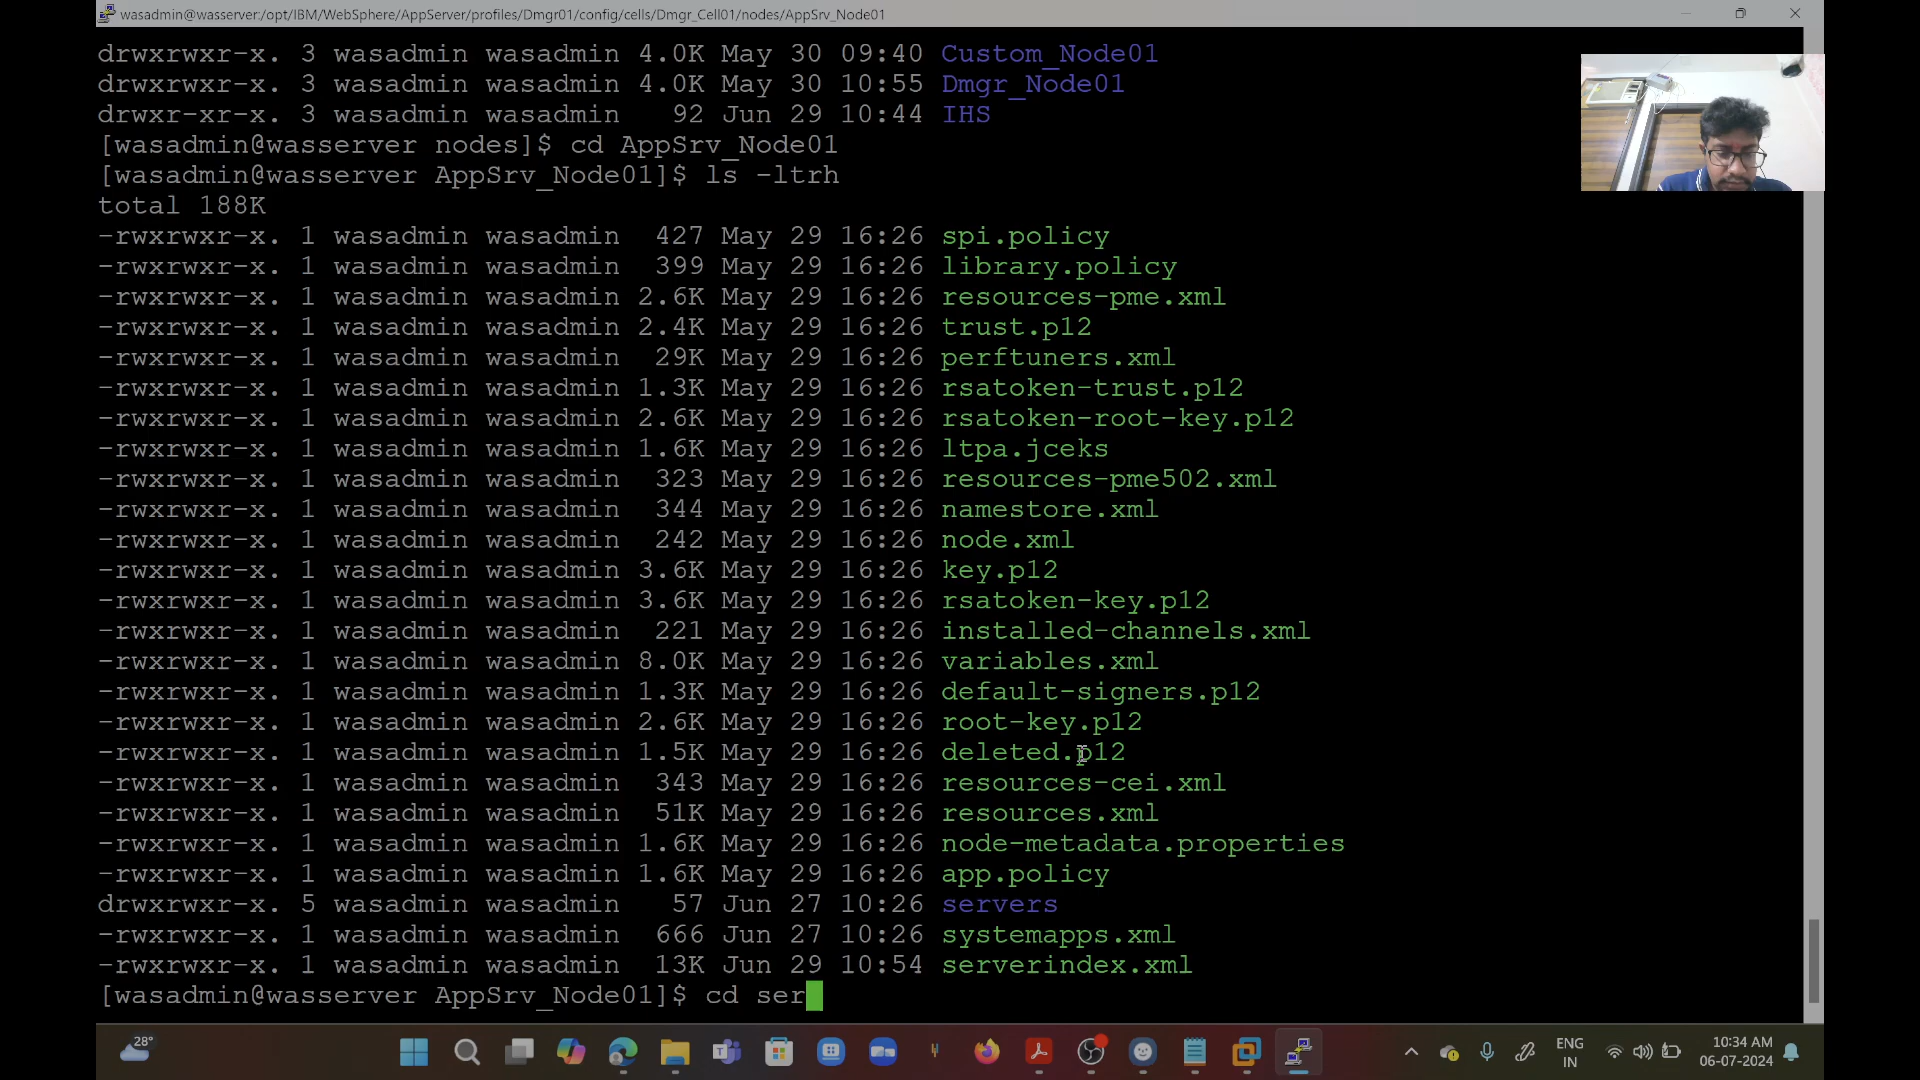 wasadmin@wasserver:/opt/IBM/WebSphere/AppServer/profiles/Dmgr01/config/cells/Dmgr_Cell01/nodes/AppSrv_Node01
drwxrwxr-x. 3 wasadmin wasadmin 4.0K May 30 09:40 Custom_Node01
drwxrwxr-x. 3 wasadmin wasadmin 4.0K May 30 10:55 Dmgr_Node01
drwxr-xr-x. 3 wasadmin wasadmin   92 Jun 29 10:44 IHS
[wasadmin@wasserver nodes]$ cd AppSrv_Node01
[wasadmin@wasserver AppSrv_Node01]$ ls -ltrh
total 188K
-rwxrwxr-x. 1 wasadmin wasadmin  427 May 29 16:26 spi.policy
-rwxrwxr-x. 1 wasadmin wasadmin  399 May 29 16:26 library.policy
-rwxrwxr-x. 1 wasadmin wasadmin 2.6K May 29 16:26 resources-pme.xml
-rwxrwxr-x. 1 wasadmin wasadmin 2.4K May 29 16:26 trust.p12
-rwxrwxr-x. 1 wasadmin wasadmin  29K May 29 16:26 perftuners.xml
-rwxrwxr-x. 1 wasadmin wasadmin 1.3K May 29 16:26 rsatoken-trust.p12
-rwxrwxr-x. 1 wasadmin wasadmin 2.6K May 29 16:26 rsatoken-root-key.p12
-rwxrwxr-x. 1 wasadmin wasadmin 1.6K May 29 16:26 ltpa.jceks
-rwxrwxr-x. 1 wasadmin wasadmin  323 May 29 16:26 resources-pme502.xml
-rwxrwxr-x. 1 wasadmin wasadmin  344 May 29 16:26 namestore.xml
-rwxrwxr-x. 1 wasadmin wasadmin  242 May 29 16:26 node.xml
-rwxrwxr-x. 1 wasadmin wasadmin 3.6K May 29 16:26 key.p12
-rwxrwxr-x. 1 wasadmin wasadmin 3.6K May 29 16:26 rsatoken-key.p12
-rwxrwxr-x. 1 wasadmin wasadmin  221 May 29 16:26 installed-channels.xml
-rwxrwxr-x. 1 wasadmin wasadmin 8.0K May 29 16:26 variables.xml
-rwxrwxr-x. 1 wasadmin wasadmin 1.3K May 29 16:26 default-signers.p12
-rwxrwxr-x. 1 wasadmin wasadmin 2.6K May 29 16:26 root-key.p12
-rwxrwxr-x. 1 wasadmin wasadmin 1.5K May 29 16:26 deleted.p12
-rwxrwxr-x. 1 wasadmin wasadmin  343 May 29 16:26 resources-cei.xml
-rwxrwxr-x. 1 wasadmin wasadmin  51K May 29 16:26 resources.xml
-rwxrwxr-x. 1 wasadmin wasadmin 1.6K May 29 16:26 node-metadata.properties
-rwxrwxr-x. 1 wasadmin wasadmin 1.6K May 29 16:26 app.policy
drwxrwxr-x. 5 wasadmin wasadmin   57 Jun 27 10:26 servers
-rwxrwxr-x. 1 wasadmin wasadmin  666 Jun 27 10:26 systemapps.xml
-rwxrwxr-x. 1 wasadmin wasadmin  13K Jun 29 10:54 serverindex.xml
[wasadmin@wasserver AppSrv_Node01]$ cd ser
28°
ENG
IN
10:34 AM
06-07-2024